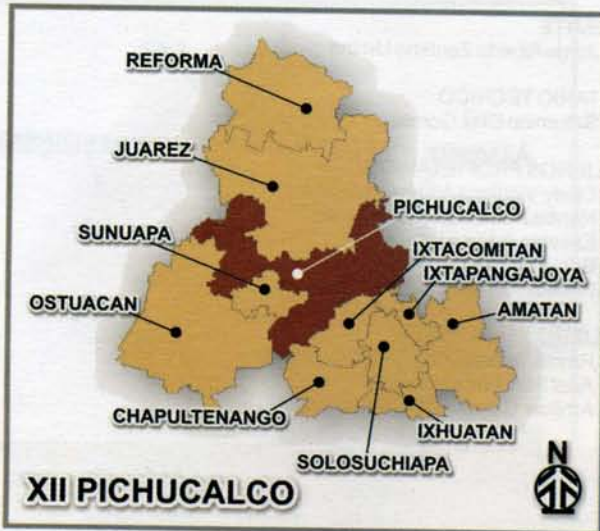 REFORMA
JUAREZ
PICHUCALCO
SUNUAPA
IXTACOMITAN
IXTAPANGAJOYA
OSTUACAN
AMATAN
CHAPULTENANGO
IXHUATAN
SOLOSUCHIAPA
XII PICHUCALCO
N